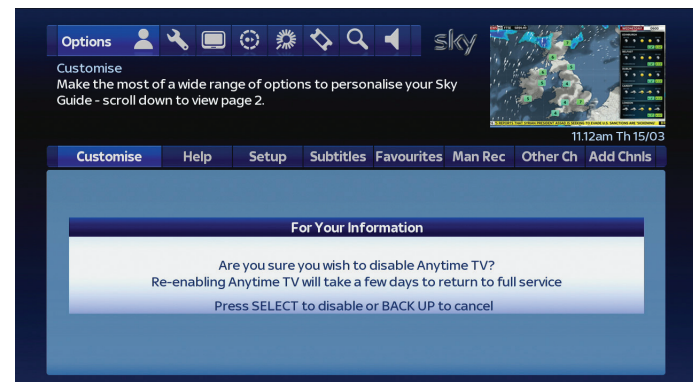 Options
sky
Customise
Make the most of a wide range of options to personalise your Sky
Guide - scroll down to view page 2.
11.12am Th 15/03
Customise Help Setup Subtitles Favourites Man Rec Other Ch Add Chnls
For Your Information
Are you sure you wish to disable Anytime TV?
Re-enabling Anytime TV will take a few days to return to full service
Press SELECT to disable or BACK UP to cancel